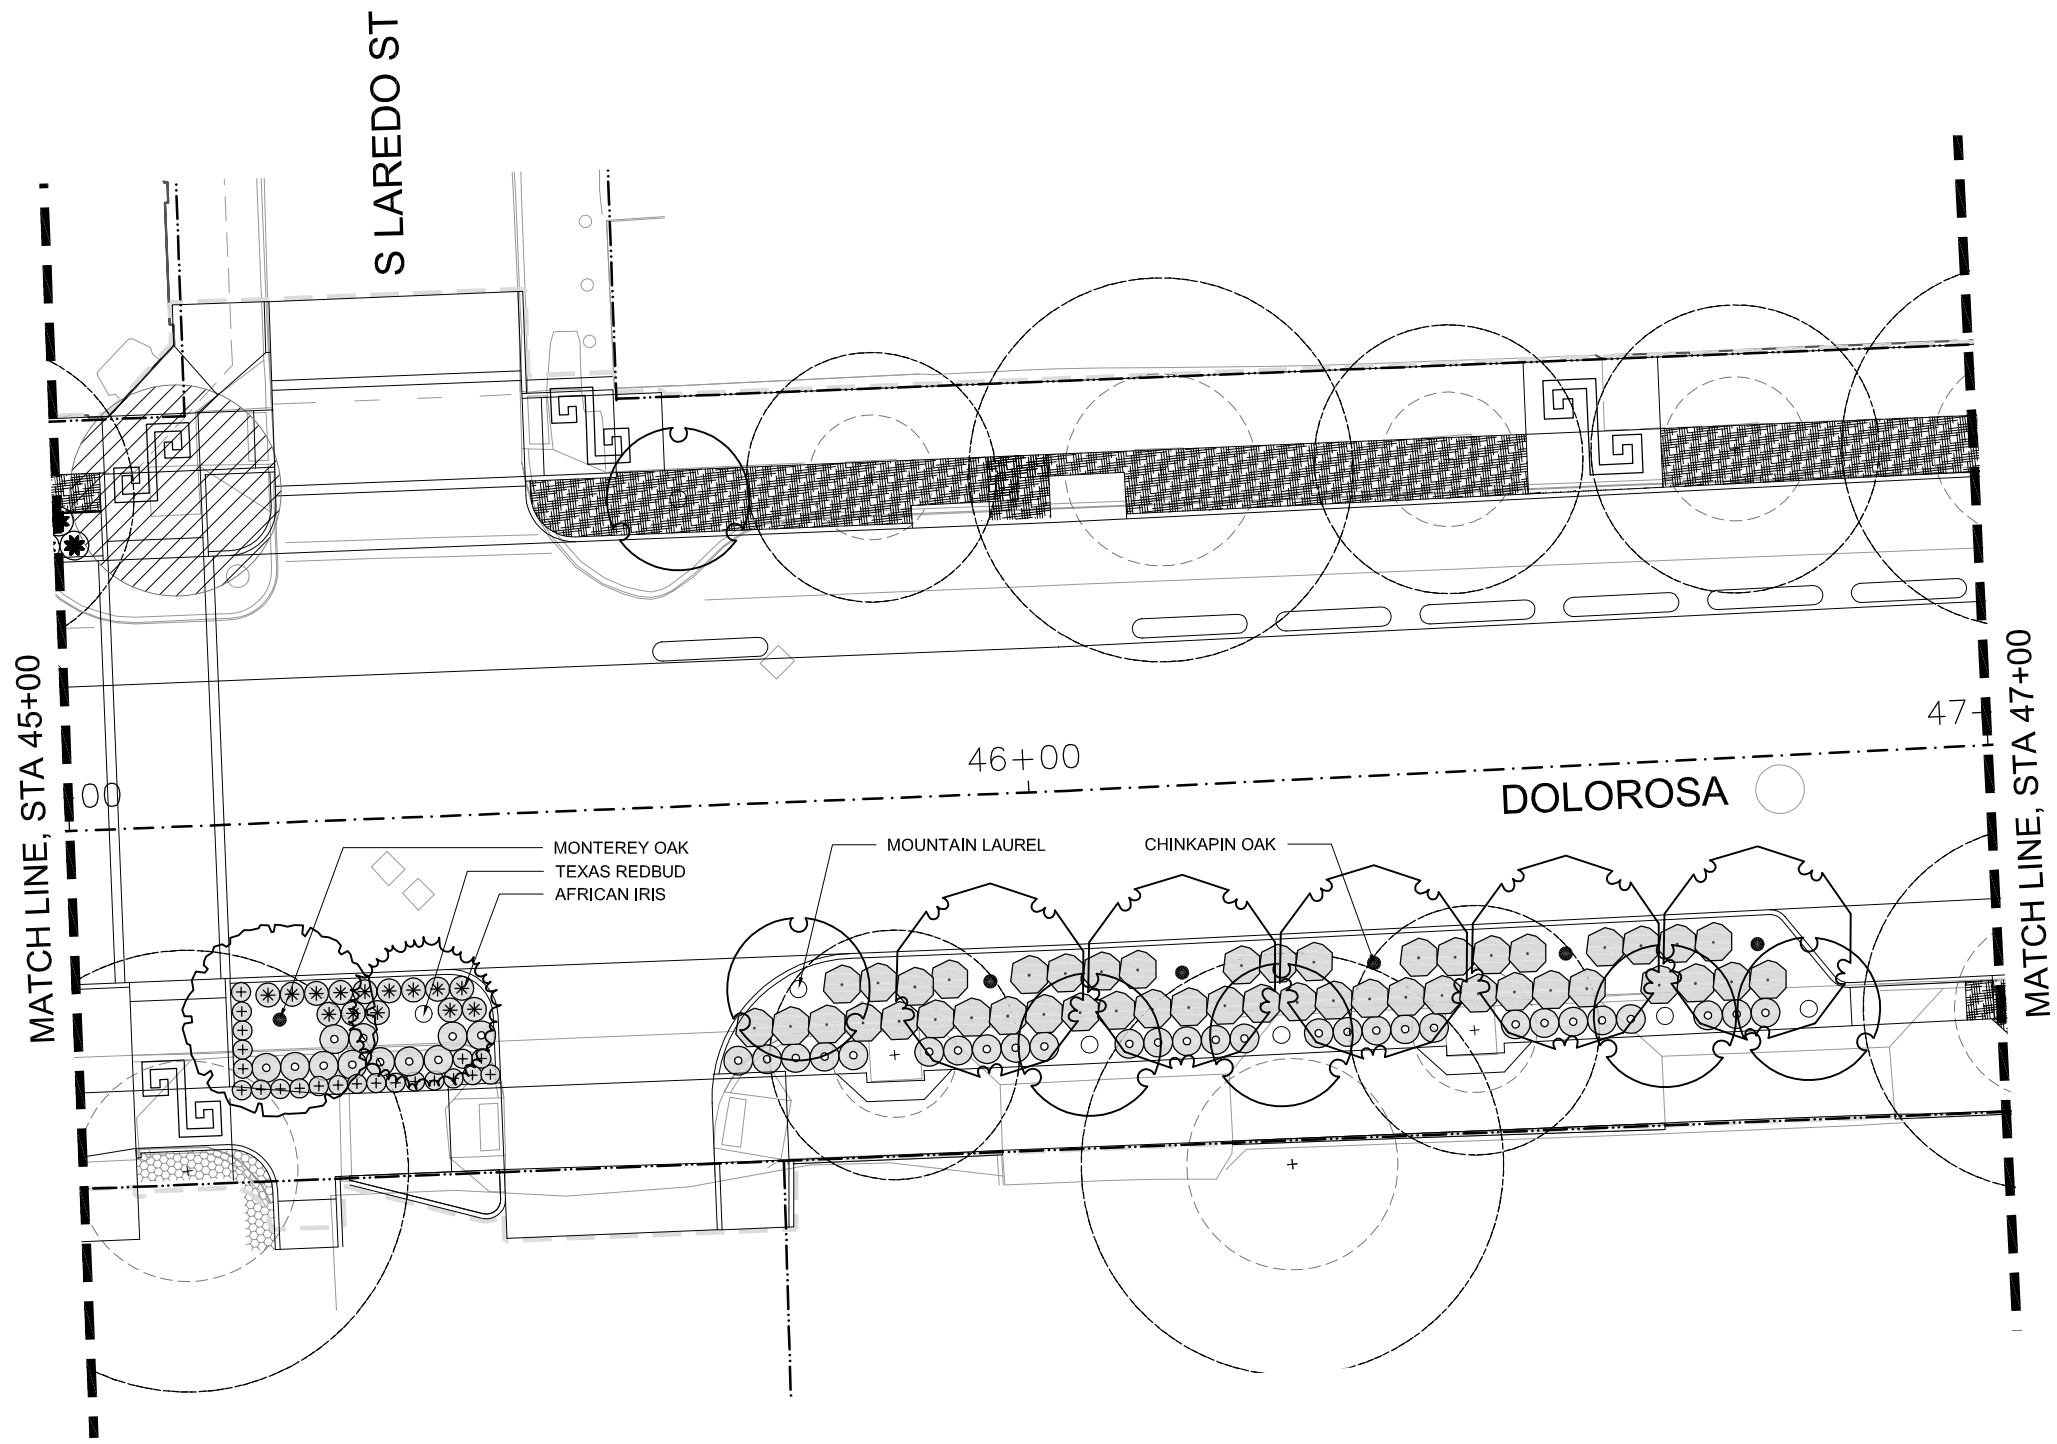 S LAREDO ST
MATCH LINE, STA 45+00
MATCH LINE, STA 47+00
47+
46+00
00
DOLOROSA
MONTEREY OAK
TEXAS REDBUD
AFRICAN IRIS
MOUNTAIN LAUREL
CHINKAPIN OAK